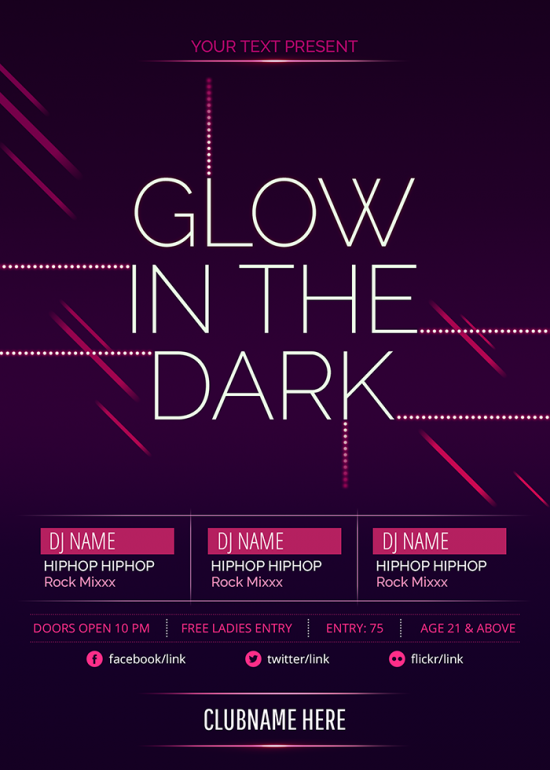 YOUR TEXT PRESENT
GLOW
IN THE
DARK
DJ NAME
HIPHOP HIPHOP
Rock Mixxx
DJ NAME
HIPHOP HIPHOP
Rock Mixxx
DJ NAME
HIPHOP HIPHOP
Rock Mixxx
DOORS OPEN 10 PM FREE LADIES ENTRY ENTRY: 75 AGE 21 & ABOVE
facebook/link twitter/link flickr/link
CLUBNAME HERE